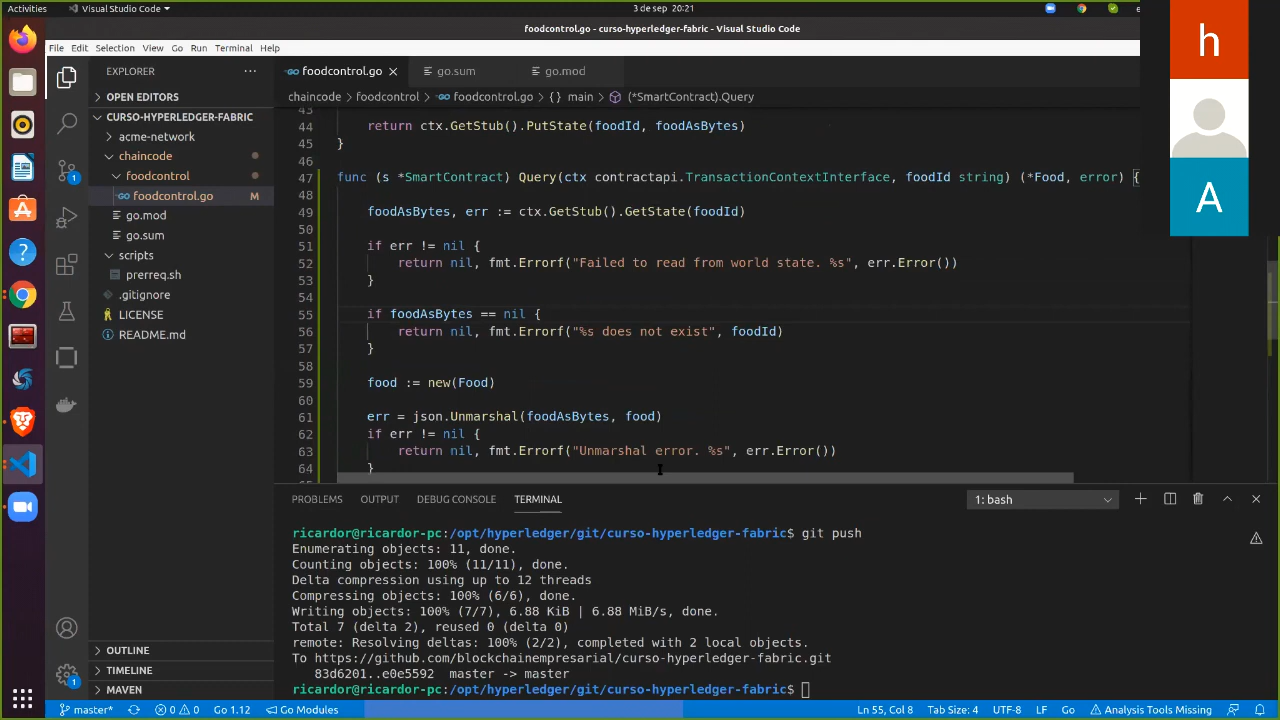 Activities
Visual Studio Code
3 de sep 20:21
foodcontrol.go - curso-hyperledger-fabric - Visual Studio Code
File Edit Selection View Go Run Terminal Help
EXPLORER
OPEN EDITORS
CURSO-HYPERLEDGER-FABRIC
acme-network
chaincode
foodcontrol
foodcontrol.go M
go.mod
go.sum
scripts
prerreq.sh
.gitignore
LICENSE
README.md
OUTLINE
TIMELINE
MAVEN
foodcontrol.go
go.sum
go.mod
chaincode > foodcontrol > foodcontrol.go > {} main > (*SmartContract).Query
43
44 return ctx.GetStub().PutState(foodId, foodAsBytes)
45 }
46
47 func (s *SmartContract) Query(ctx contractapi.TransactionContextInterface, foodId string) (*Food, error) {
48
49 foodAsBytes, err := ctx.GetStub().GetState(foodId)
50
51 if err != nil {
52 return nil, fmt.Errorf("Failed to read from world state. %s", err.Error())
53 }
54
55 if foodAsBytes == nil {
56 return nil, fmt.Errorf("%s does not exist", foodId)
57 }
58
59 food := new(Food)
60
61 err = json.Unmarshal(foodAsBytes, food)
62 if err != nil {
63 return nil, fmt.Errorf("Unmarshal error. %s", err.Error())
64 }
PROBLEMS OUTPUT DEBUG CONSOLE TERMINAL
1: bash
ricardor@ricardor-pc:/opt/hyperledger/git/curso-hyperledger-fabric$ git push
Enumerating objects: 11, done.
Counting objects: 100% (11/11), done.
Delta compression using up to 12 threads
Compressing objects: 100% (6/6), done.
Writing objects: 100% (7/7), 6.88 KiB | 6.88 MiB/s, done.
Total 7 (delta 2), reused 0 (delta 0)
remote: Resolving deltas: 100% (2/2), completed with 2 local objects.
To https://github.com/blockchainempresarial/curso-hyperledger-fabric.git
83d6201..e0e5592 master -> master
ricardor@ricardor-pc:/opt/hyperledger/git/curso-hyperledger-fabric$
master* 0 0 Go 1.12 Go Modules
Ln 55, Col 8 Tab Size: 4 UTF-8 LF Go Analysis Tools Missing
h
A
1
1